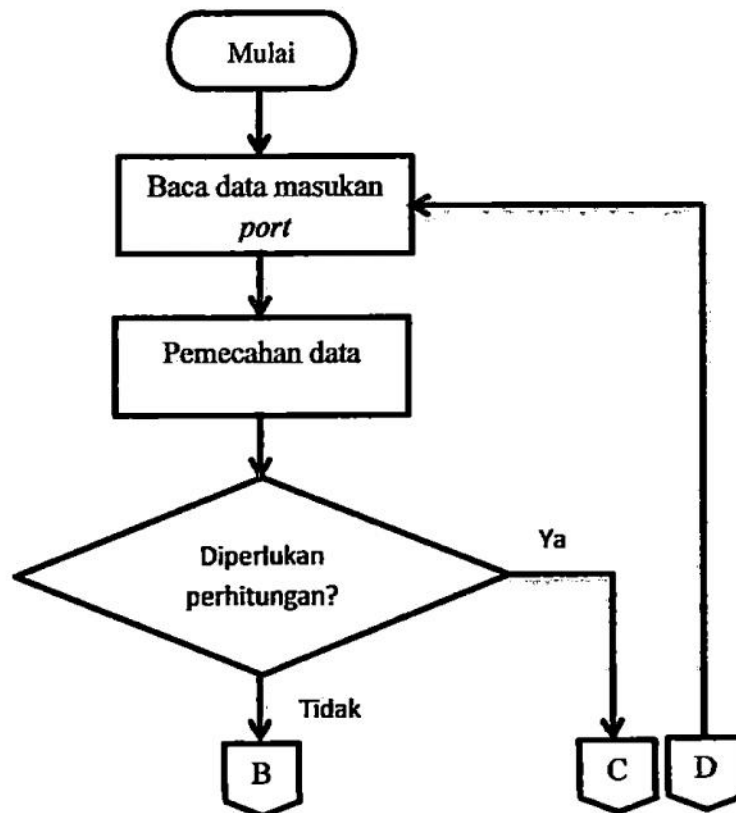 Mulai
Baca data masukan
port
Pemecahan data
Diperlukan
perhitungan?
Ya
Tidak
B
C
D